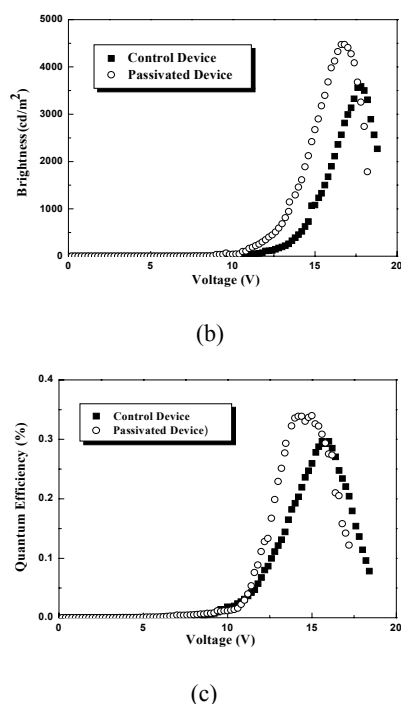 5000
4000
3000
2000
1000
0
Brightness (cd/m²)
Control Device
Passivated Device
0 5 10 15 20
Voltage (V)
(b)
0.4
0.3
0.2
0.1
0.0
Quantum Efficiency (%)
Control Device
Passivated Device)
0 5 10 15 20
Voltage (V)
(c)